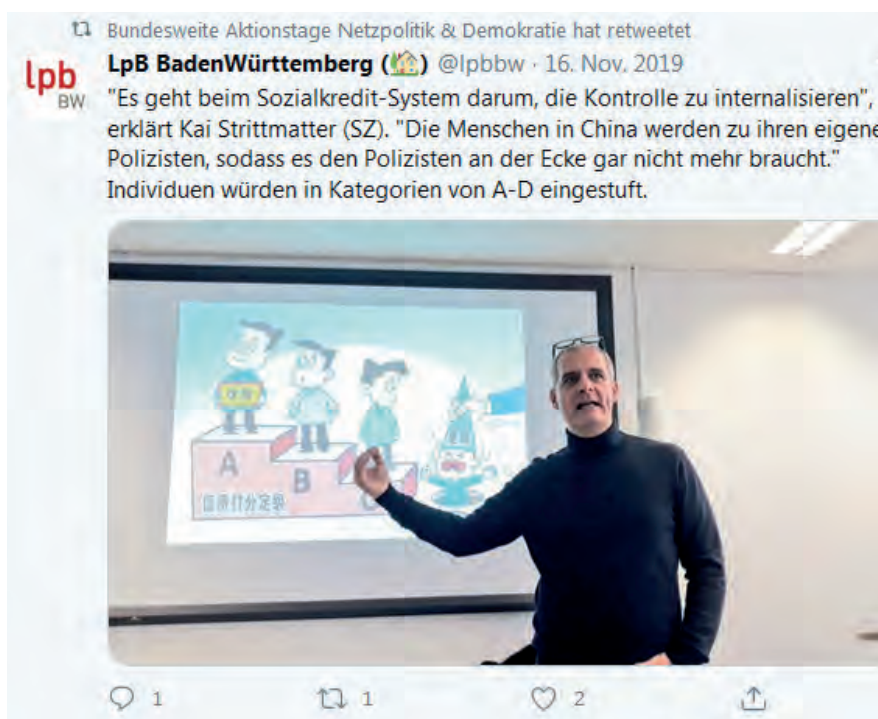 Bundesweite Aktionstage Netzpolitik & Demokratie hat retweetet
lpb
BW
LpB BadenWürttemberg (🏡) @lpbbw · 16. Nov. 2019
"Es geht beim Sozialkredit-System darum, die Kontrolle zu internalisieren",
erklärt Kai Strittmatter (SZ). "Die Menschen in China werden zu ihren eigene
Polizisten, sodass es den Polizisten an der Ecke gar nicht mehr braucht."
Individuen würden in Kategorien von A-D eingestuft.
A
B
C
1
1
2